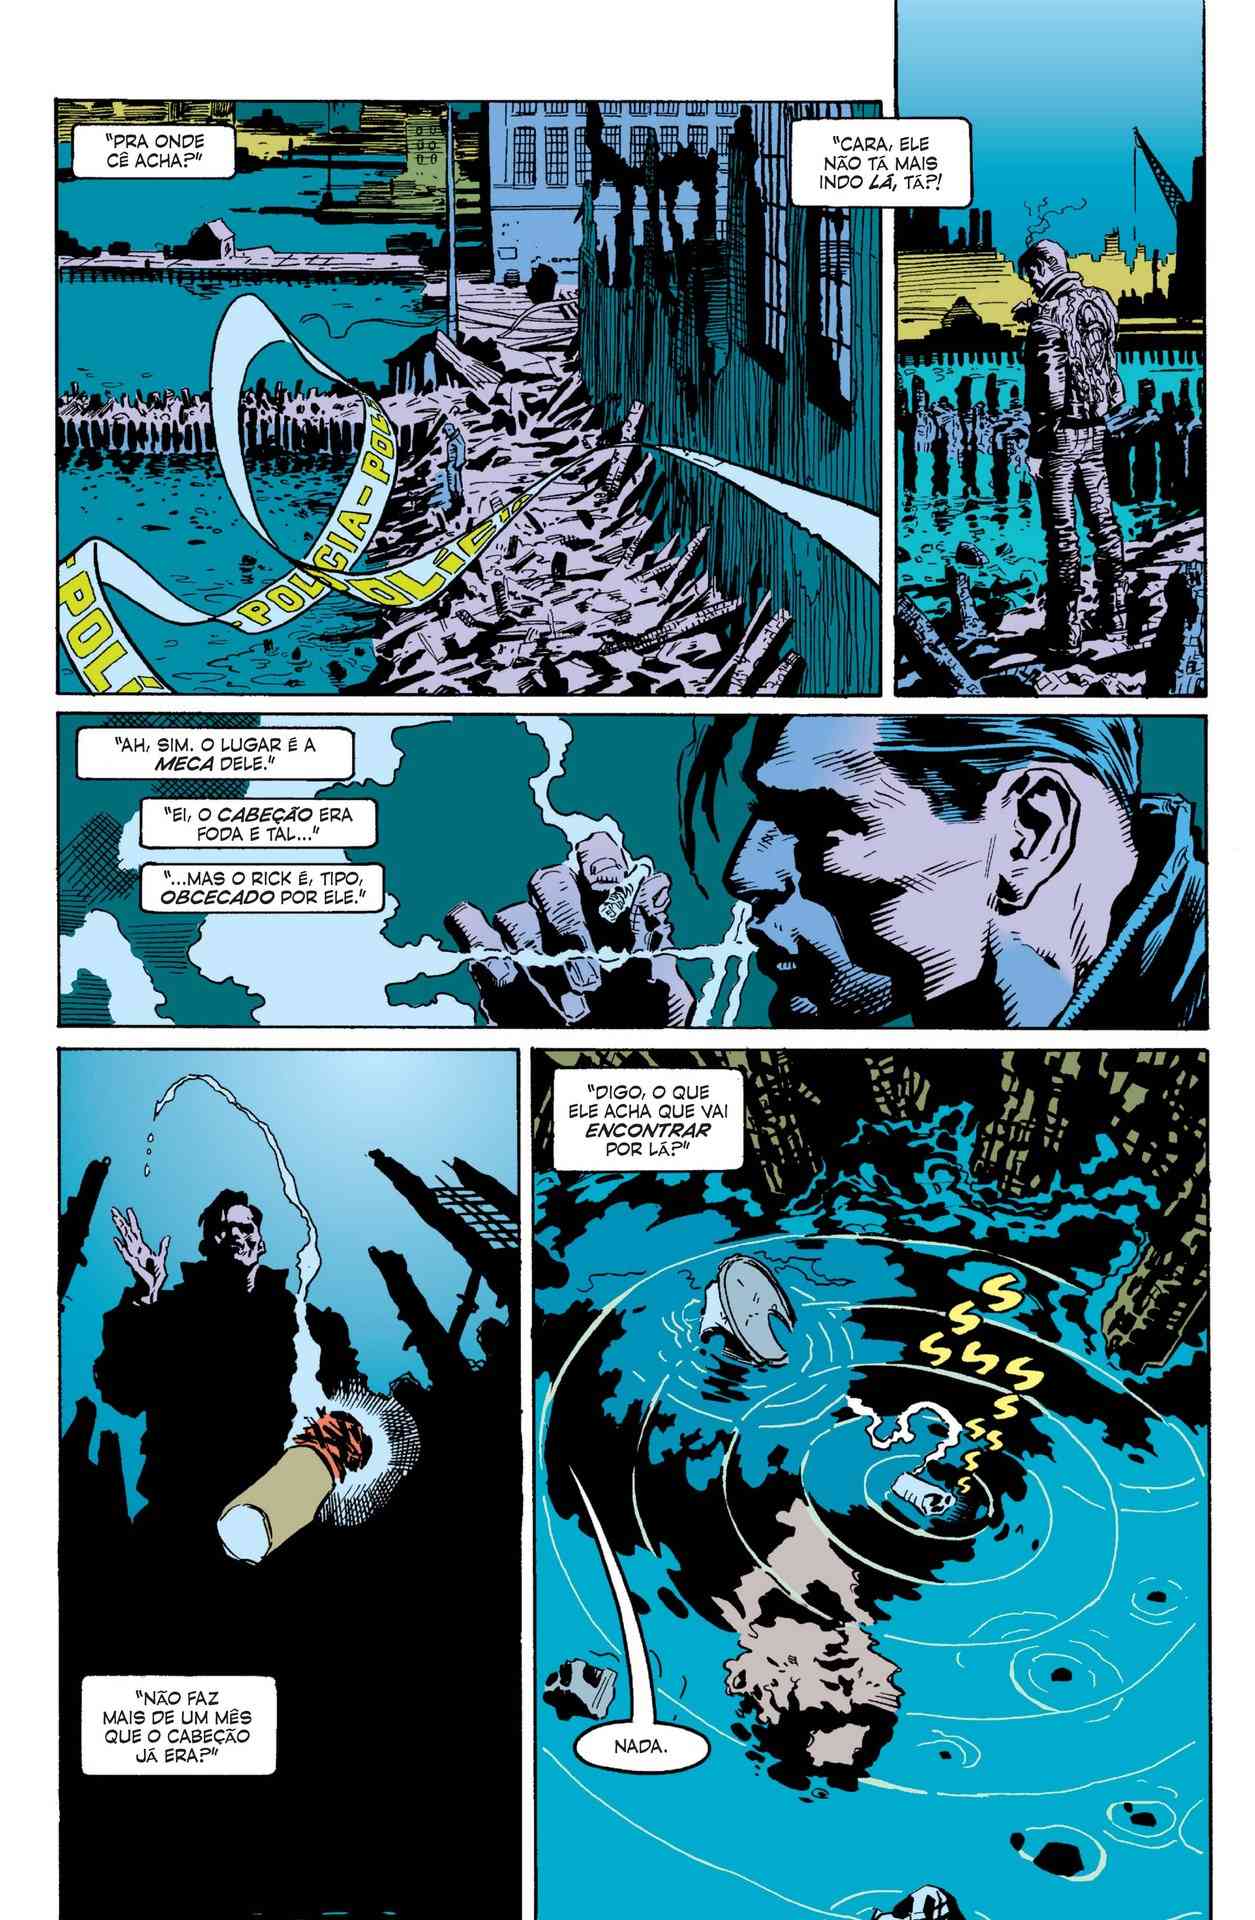 "PRA ONDE
CÊ ACHA?"
"CARA, ELE
NÃO TÁ MAIS
INDO LÁ, TÁ?!
POLÍCIA-POL
-POLÍCIA
POLÍ
"AH, SIM. O LUGAR É A
MECA DELE."
"EI, O CABEÇÃO ERA
FODA E TAL..."
"...MAS O RICK É, TIPO,
OBCECADO POR ELE."
"NÃO FAZ
MAIS DE UM MÊS
QUE O CABEÇÃO
JÁ ERA?"
"DIGO, O QUE
ELE ACHA QUE VAI
ENCONTRAR
POR LÁ?"
SSSSSSSSSSS
NADA.